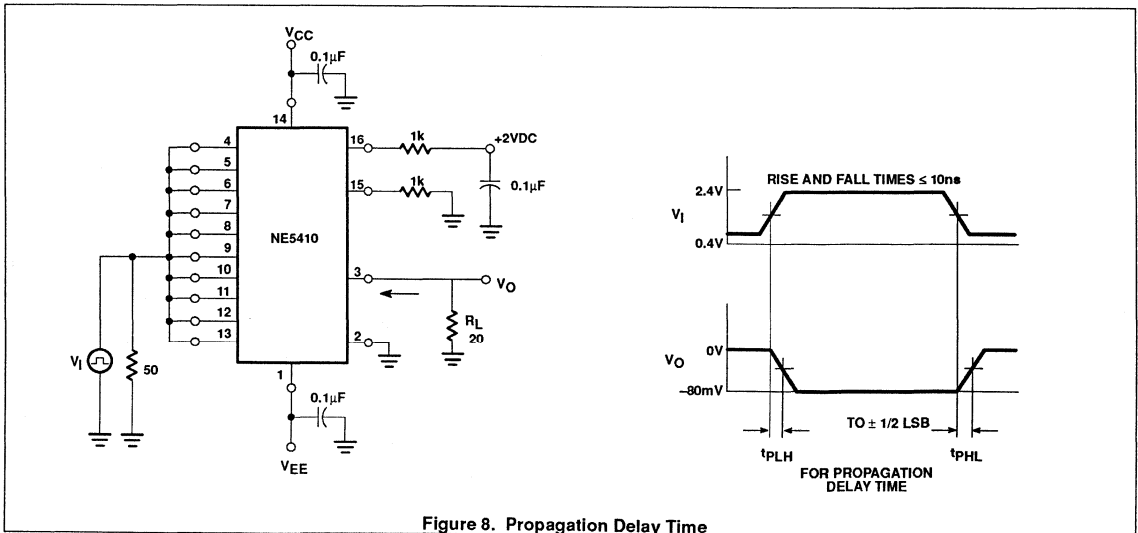 VCC
0.1µF
14
4
5
6
7
8
9
10
11
12
13
NE5410
16
1k
+2VDC
0.1µF
15
1k
3
VO
RL
20
2
VI
50
1
0.1µF
VEE
RISE AND FALL TIMES ≤ 10ns
2.4V
VI
0.4V
0V
VO
–80mV
TO ± 1/2 LSB
tPLH
tPHL
FOR PROPAGATION
DELAY TIME
Figure 8. Propagation Delay Time